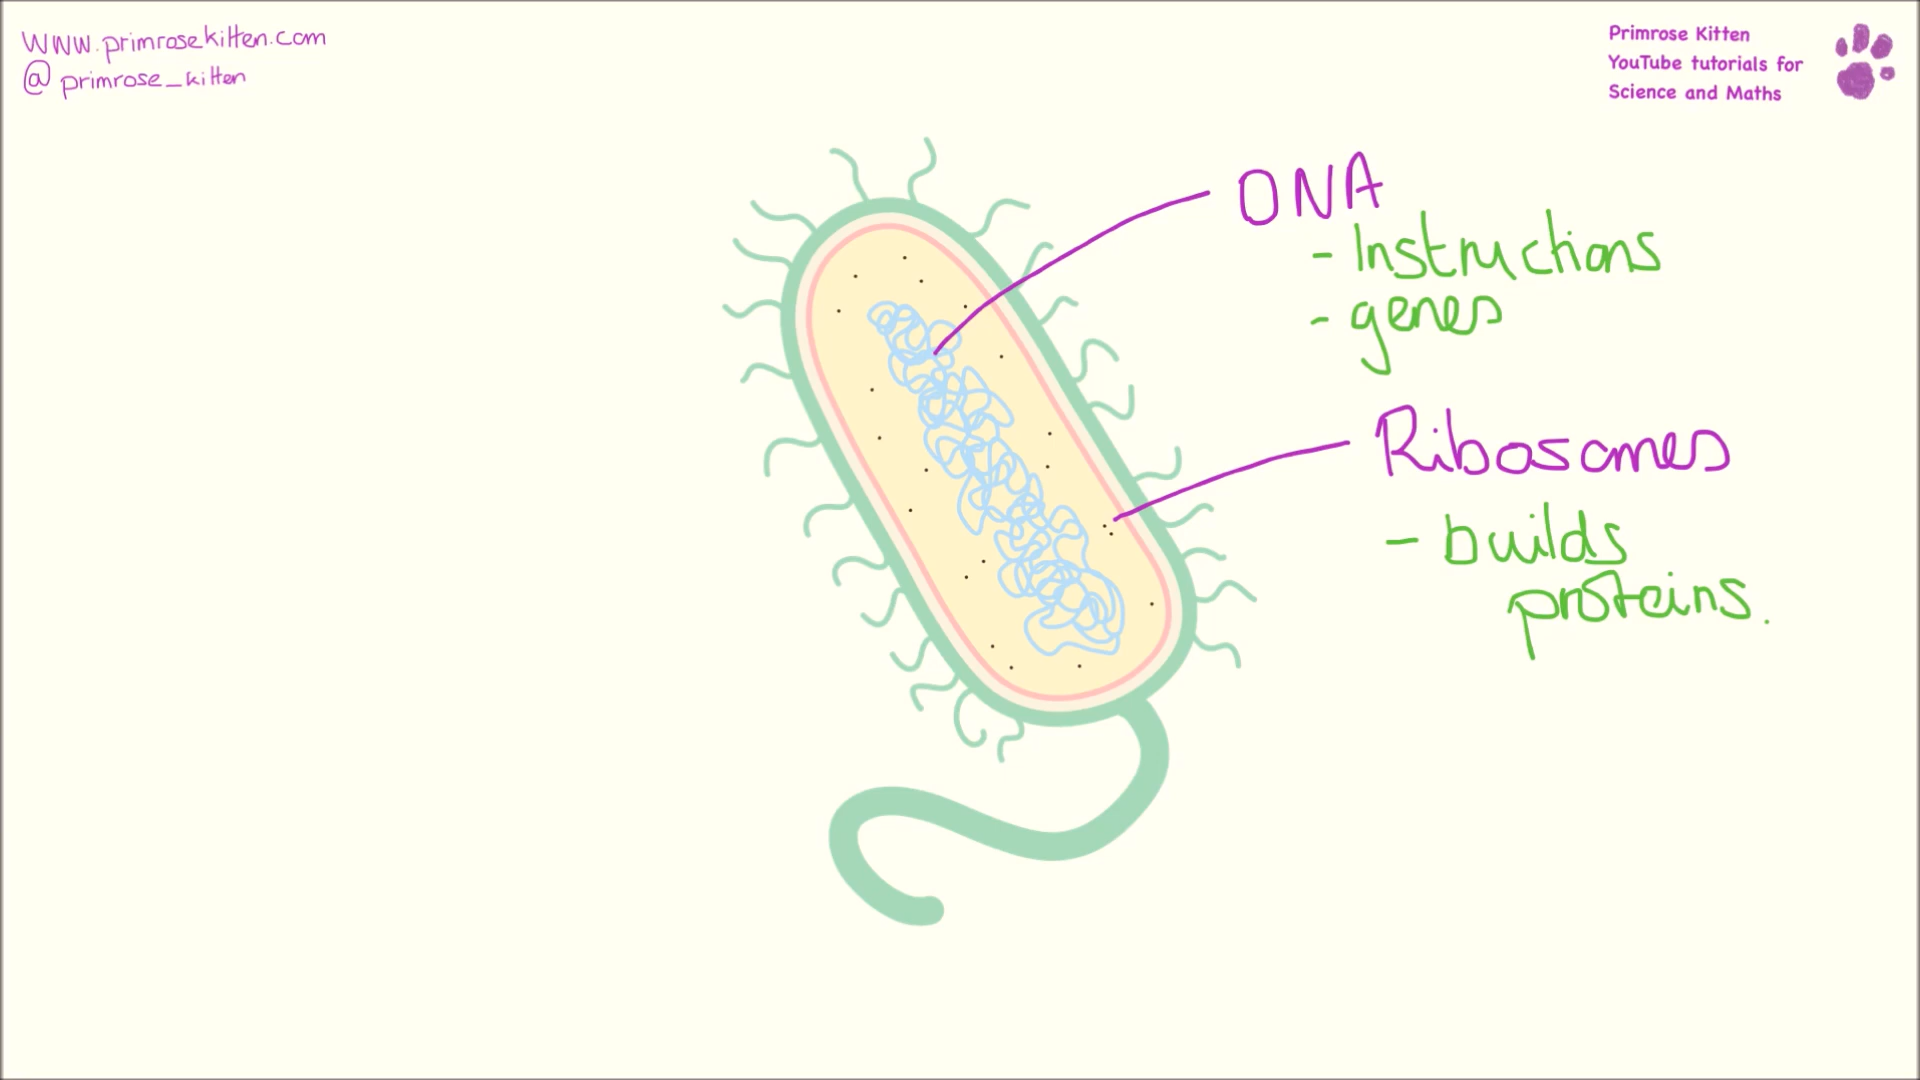 www.primrosekitten.com
@primrose_kitten
Primrose Kitten
YouTube tutorials for
Science and Maths
DNA
- Instructions
- genes
Ribosomes
- builds
proteins.